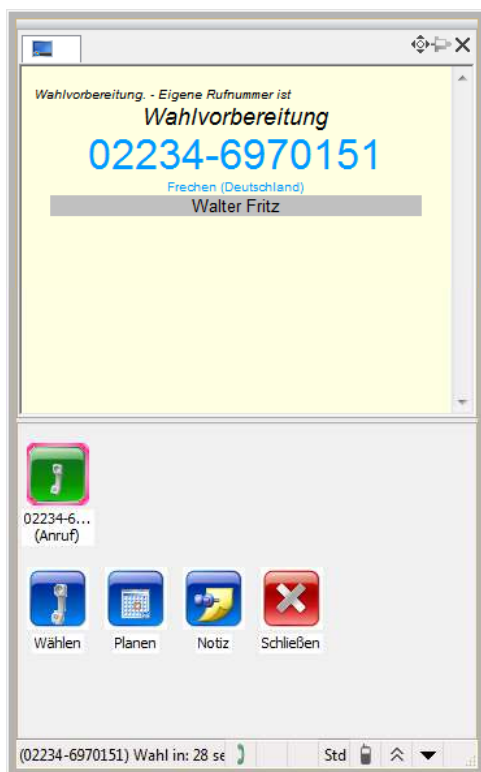 Wahlvorbereitung. - Eigene Rufnummer ist
Wahlvorbereitung
02234-6970151
Frechen (Deutschland)
Walter Fritz
02234-6...
(Anruf)
Wählen Planen Notiz Schließen
(02234-6970151) Wahl in: 28 se Std